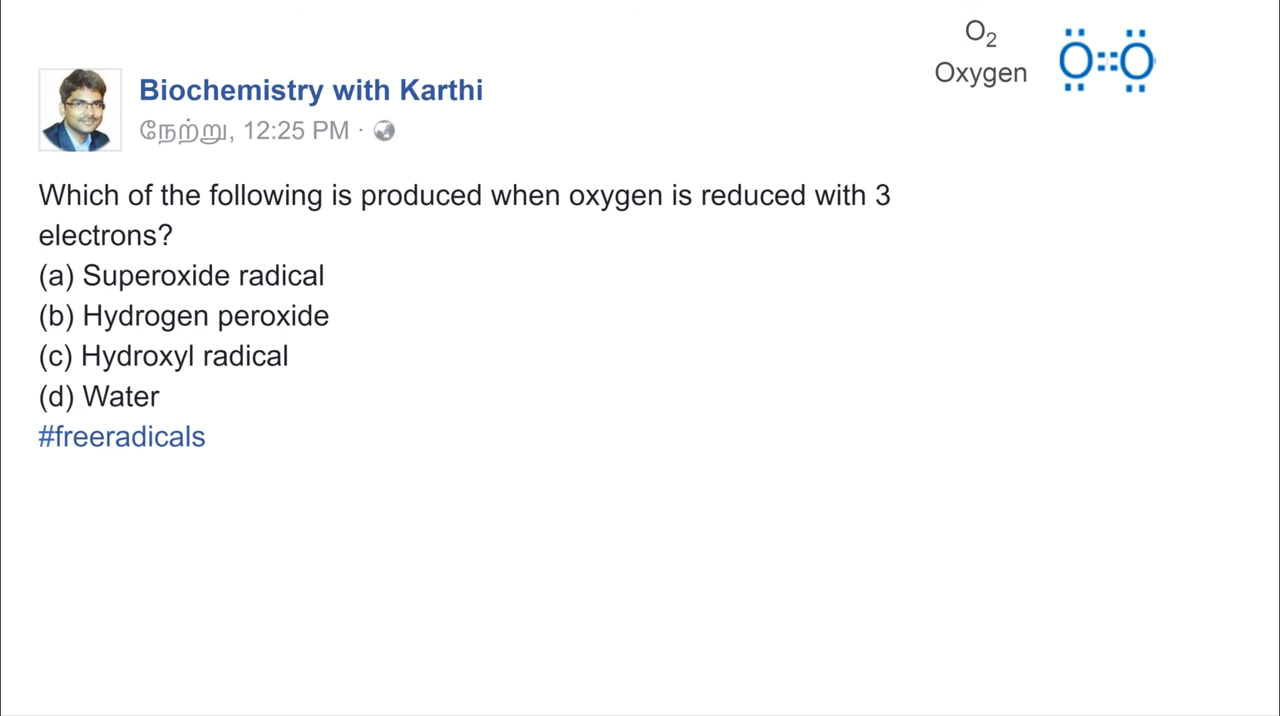 O2
Oxygen
Ö::Ö
Biochemistry with Karthi
நேற்று, 12:25 PM ·
Which of the following is produced when oxygen is reduced with 3
electrons?
(a) Superoxide radical
(b) Hydrogen peroxide
(c) Hydroxyl radical
(d) Water
#freeradicals